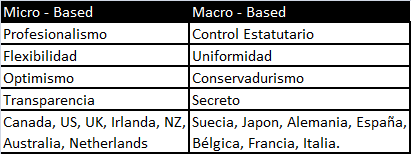 Micro - Based Macro - Based
Profesionalismo Control Estatutario
Flexibilidad Uniformidad
Optimismo Conservadurismo
Transparencia Secreto
Canada, US, UK, Irlanda, NZ, Suecia, Japon, Alemania, España,
Australia, Netherlands Bélgica, Francia, Italia.